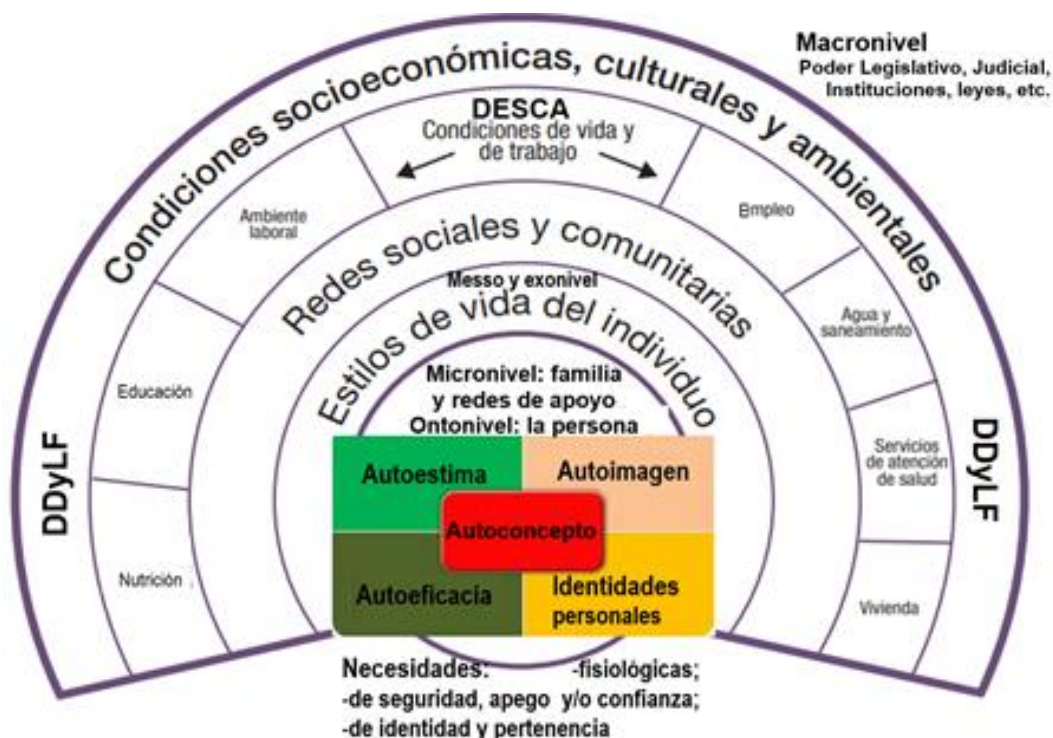 Macronivel
Poder Legislativo, Judicial,
Instituciones, leyes, etc.
Condiciones socioeconómicas, culturales y ambientales
DESCA
Condiciones de vida y
de trabajo
Ambiente
laboral
Empleo
Redes sociales y comunitarias
Messo y exonivel
Agua y
saneamiento
Estilos de vida del individuo
Educación
Micronivel: familia
y redes de apoyo
Ontonivel: la persona
DDyLF
DDyLF
Servicios
de atención
de salud
Autoestima
Autoimagen
Autoconcepto
Nutrición
Autoeficacia
Identidades
personales
Vivienda
Necesidades: -fisiológicas;
-de seguridad, apego y/o confianza;
-de identidad y pertenencia